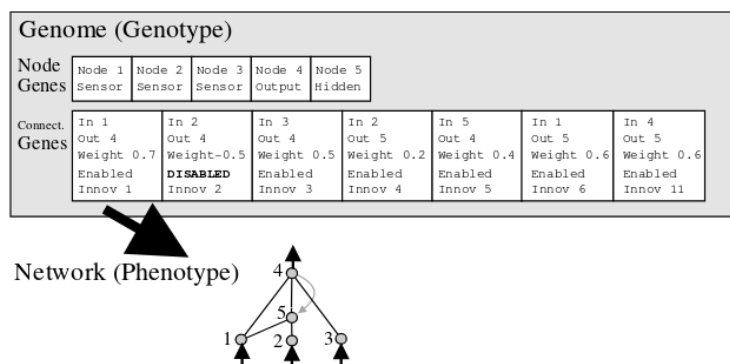 Genome (Genotype)
Node Genes
Node 1 Node 2 Node 3 Node 4 Node 5
Sensor Sensor Sensor Output Hidden
Connect. Genes
In 1 In 2 In 3 In 2 In 5 In 1 In 4
Out 4 Out 4 Out 4 Out 5 Out 4 Out 5 Out 5
Weight 0.7 Weight-0.5 Weight 0.5 Weight 0.2 Weight 0.4 Weight 0.6 Weight 0.6
Enabled DISABLED Enabled Enabled Enabled Enabled Enabled
Innov 1 Innov 2 Innov 3 Innov 4 Innov 5 Innov 6 Innov 11
Network (Phenotype)
4
5
1 2 3